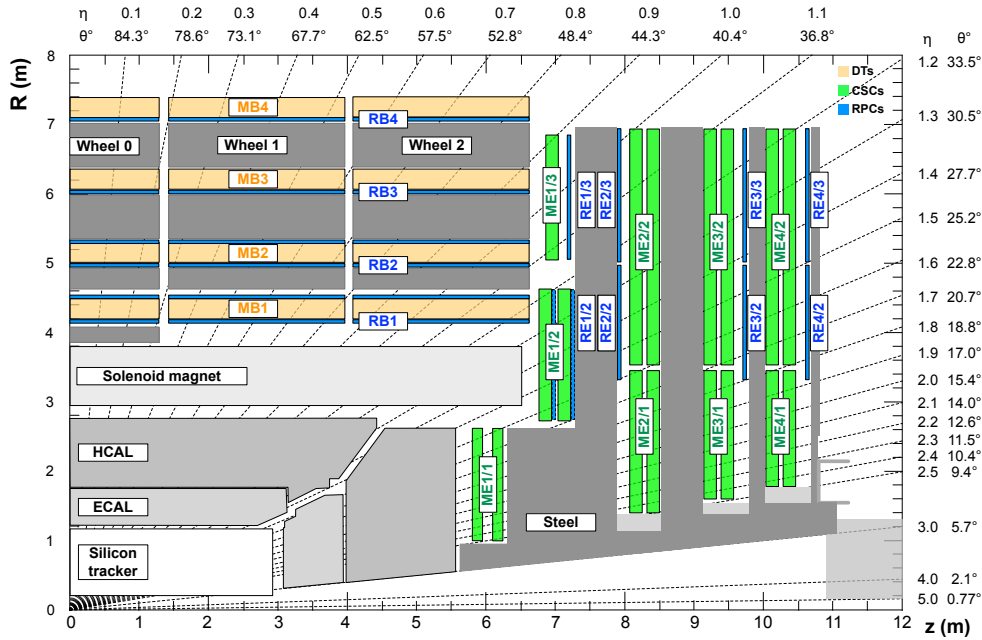 η 0.1 0.2 0.3 0.4 0.5 0.6 0.7 0.8 0.9 1.0 1.1
θ° 84.3° 78.6° 73.1° 67.7° 62.5° 57.5° 52.8° 48.4° 44.3° 40.4° 36.8° η θ°
R (m)
8
7
6
5
4
3
2
1
0
1.2 33.5°
1.3 30.5°
1.4 27.7°
1.5 25.2°
1.6 22.8°
1.7 20.7°
1.8 18.8°
1.9 17.0°
2.0 15.4°
2.1 14.0°
2.2 12.6°
2.3 11.5°
2.4 10.4°
2.5 9.4°
3.0 5.7°
4.0 2.1°
5.0 0.77°
DTs
CSCs
RPCs
MB4
RB4
Wheel 0 Wheel 1 Wheel 2
MB3
RB3
MB2
RB2
MB1
RB1
Solenoid magnet
HCAL
ECAL
Silicon
tracker
Steel
ME1/3
RE1/3
RE2/3
ME2/2
ME3/2
RE3/3
ME4/2
RE4/3
ME1/2
RE1/2
RE2/2
RE3/2
RE4/2
ME1/1
ME2/1
ME3/1
ME4/1
0 1 2 3 4 5 6 7 8 9 10 11 12
z (m)